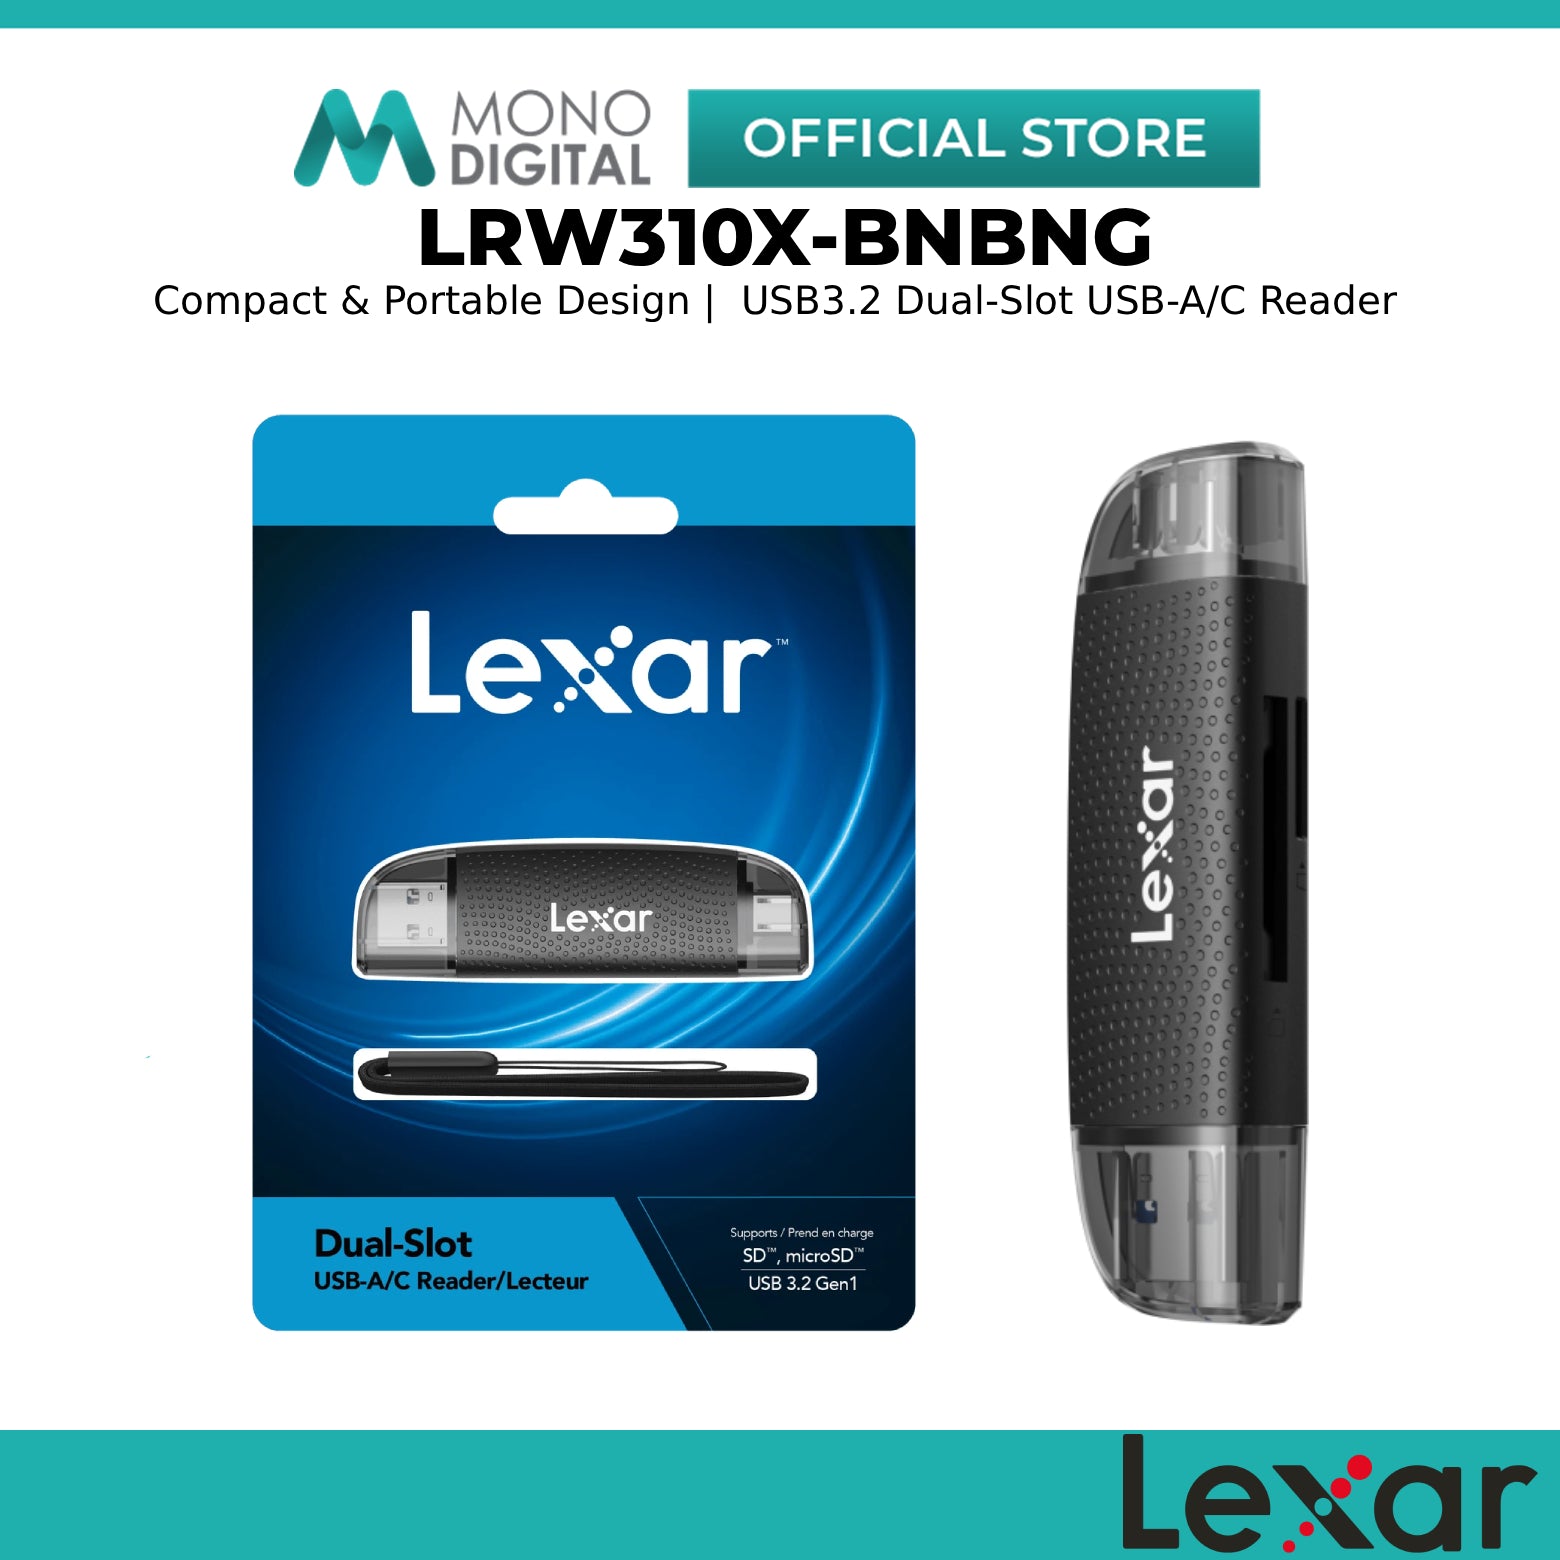 MONO
DIGITAL
OFFICIAL STORE
LRW310X-BNBNG
Compact & Portable Design | USB3.2 Dual-Slot USB-A/C Reader
Lexar™
Lexar
Lexar
Dual-Slot
USB-A/C Reader/Lecteur
Supports / Prend en charge
SD™, microSD™
USB 3.2 Gen1
Lexar